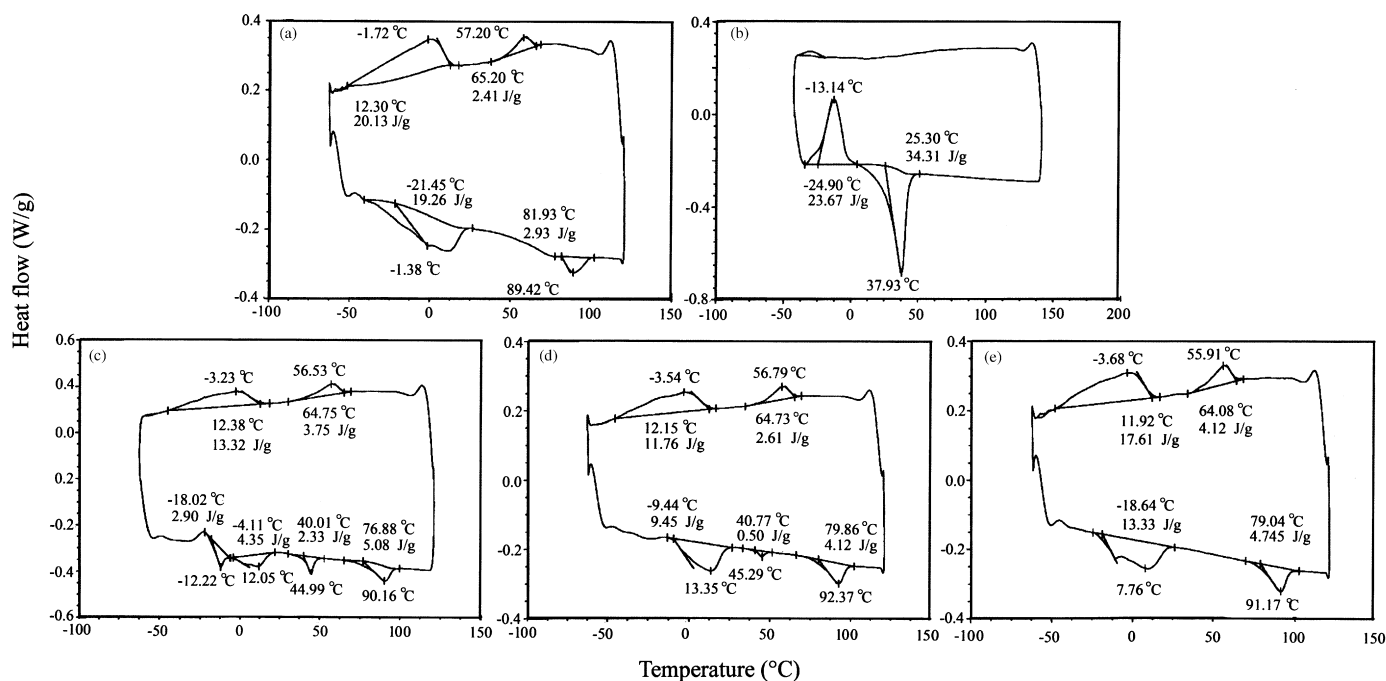 Heat flow (W/g)
(a)
0.4
0.2
0.0
-0.2
-0.4
-1.72 °C
57.20 °C
12.30 °C
20.13 J/g
65.20 °C
2.41 J/g
-21.45 °C
19.26 J/g
81.93 °C
2.93 J/g
-1.38 °C
89.42 °C
-100 -50 0 50 100 150
(b)
0.4
0.0
-0.4
-0.8
-13.14 °C
25.30 °C
34.31 J/g
-24.90 °C
23.67 J/g
37.93 °C
-100 -50 0 50 100 150 200
(c)
0.6
0.4
0.0
0.2
-0.2
-0.4
-0.6
-3.23 °C
56.53 °C
12.38 °C
13.32 J/g
64.75 °C
3.75 J/g
-18.02 °C
2.90 J/g
-4.11 °C
4.35 J/g
40.01 °C
2.33 J/g
76.88 °C
5.08 J/g
-12.22 °C
12.05 °C
44.99 °C
90.16 °C
-100 -50 0 50 100 150
(d)
0.4
0.2
0.0
-0.2
-0.4
-3.54 °C
56.79 °C
12.15 °C
11.76 J/g
64.73 °C
2.61 J/g
-9.44 °C
9.45 J/g
40.77 °C
0.50 J/g
79.86 °C
4.12 J/g
13.35 °C
45.29 °C
92.37 °C
-100 -50 0 50 100 150
(e)
0.4
0.2
0.0
-0.2
-0.4
-3.68 °C
55.91 °C
11.92 °C
17.61 J/g
64.08 °C
4.12 J/g
-18.64 °C
13.33 J/g
79.04 °C
4.745 J/g
7.76 °C
91.17 °C
-100 -50 0 50 100 150
Temperature (°C)